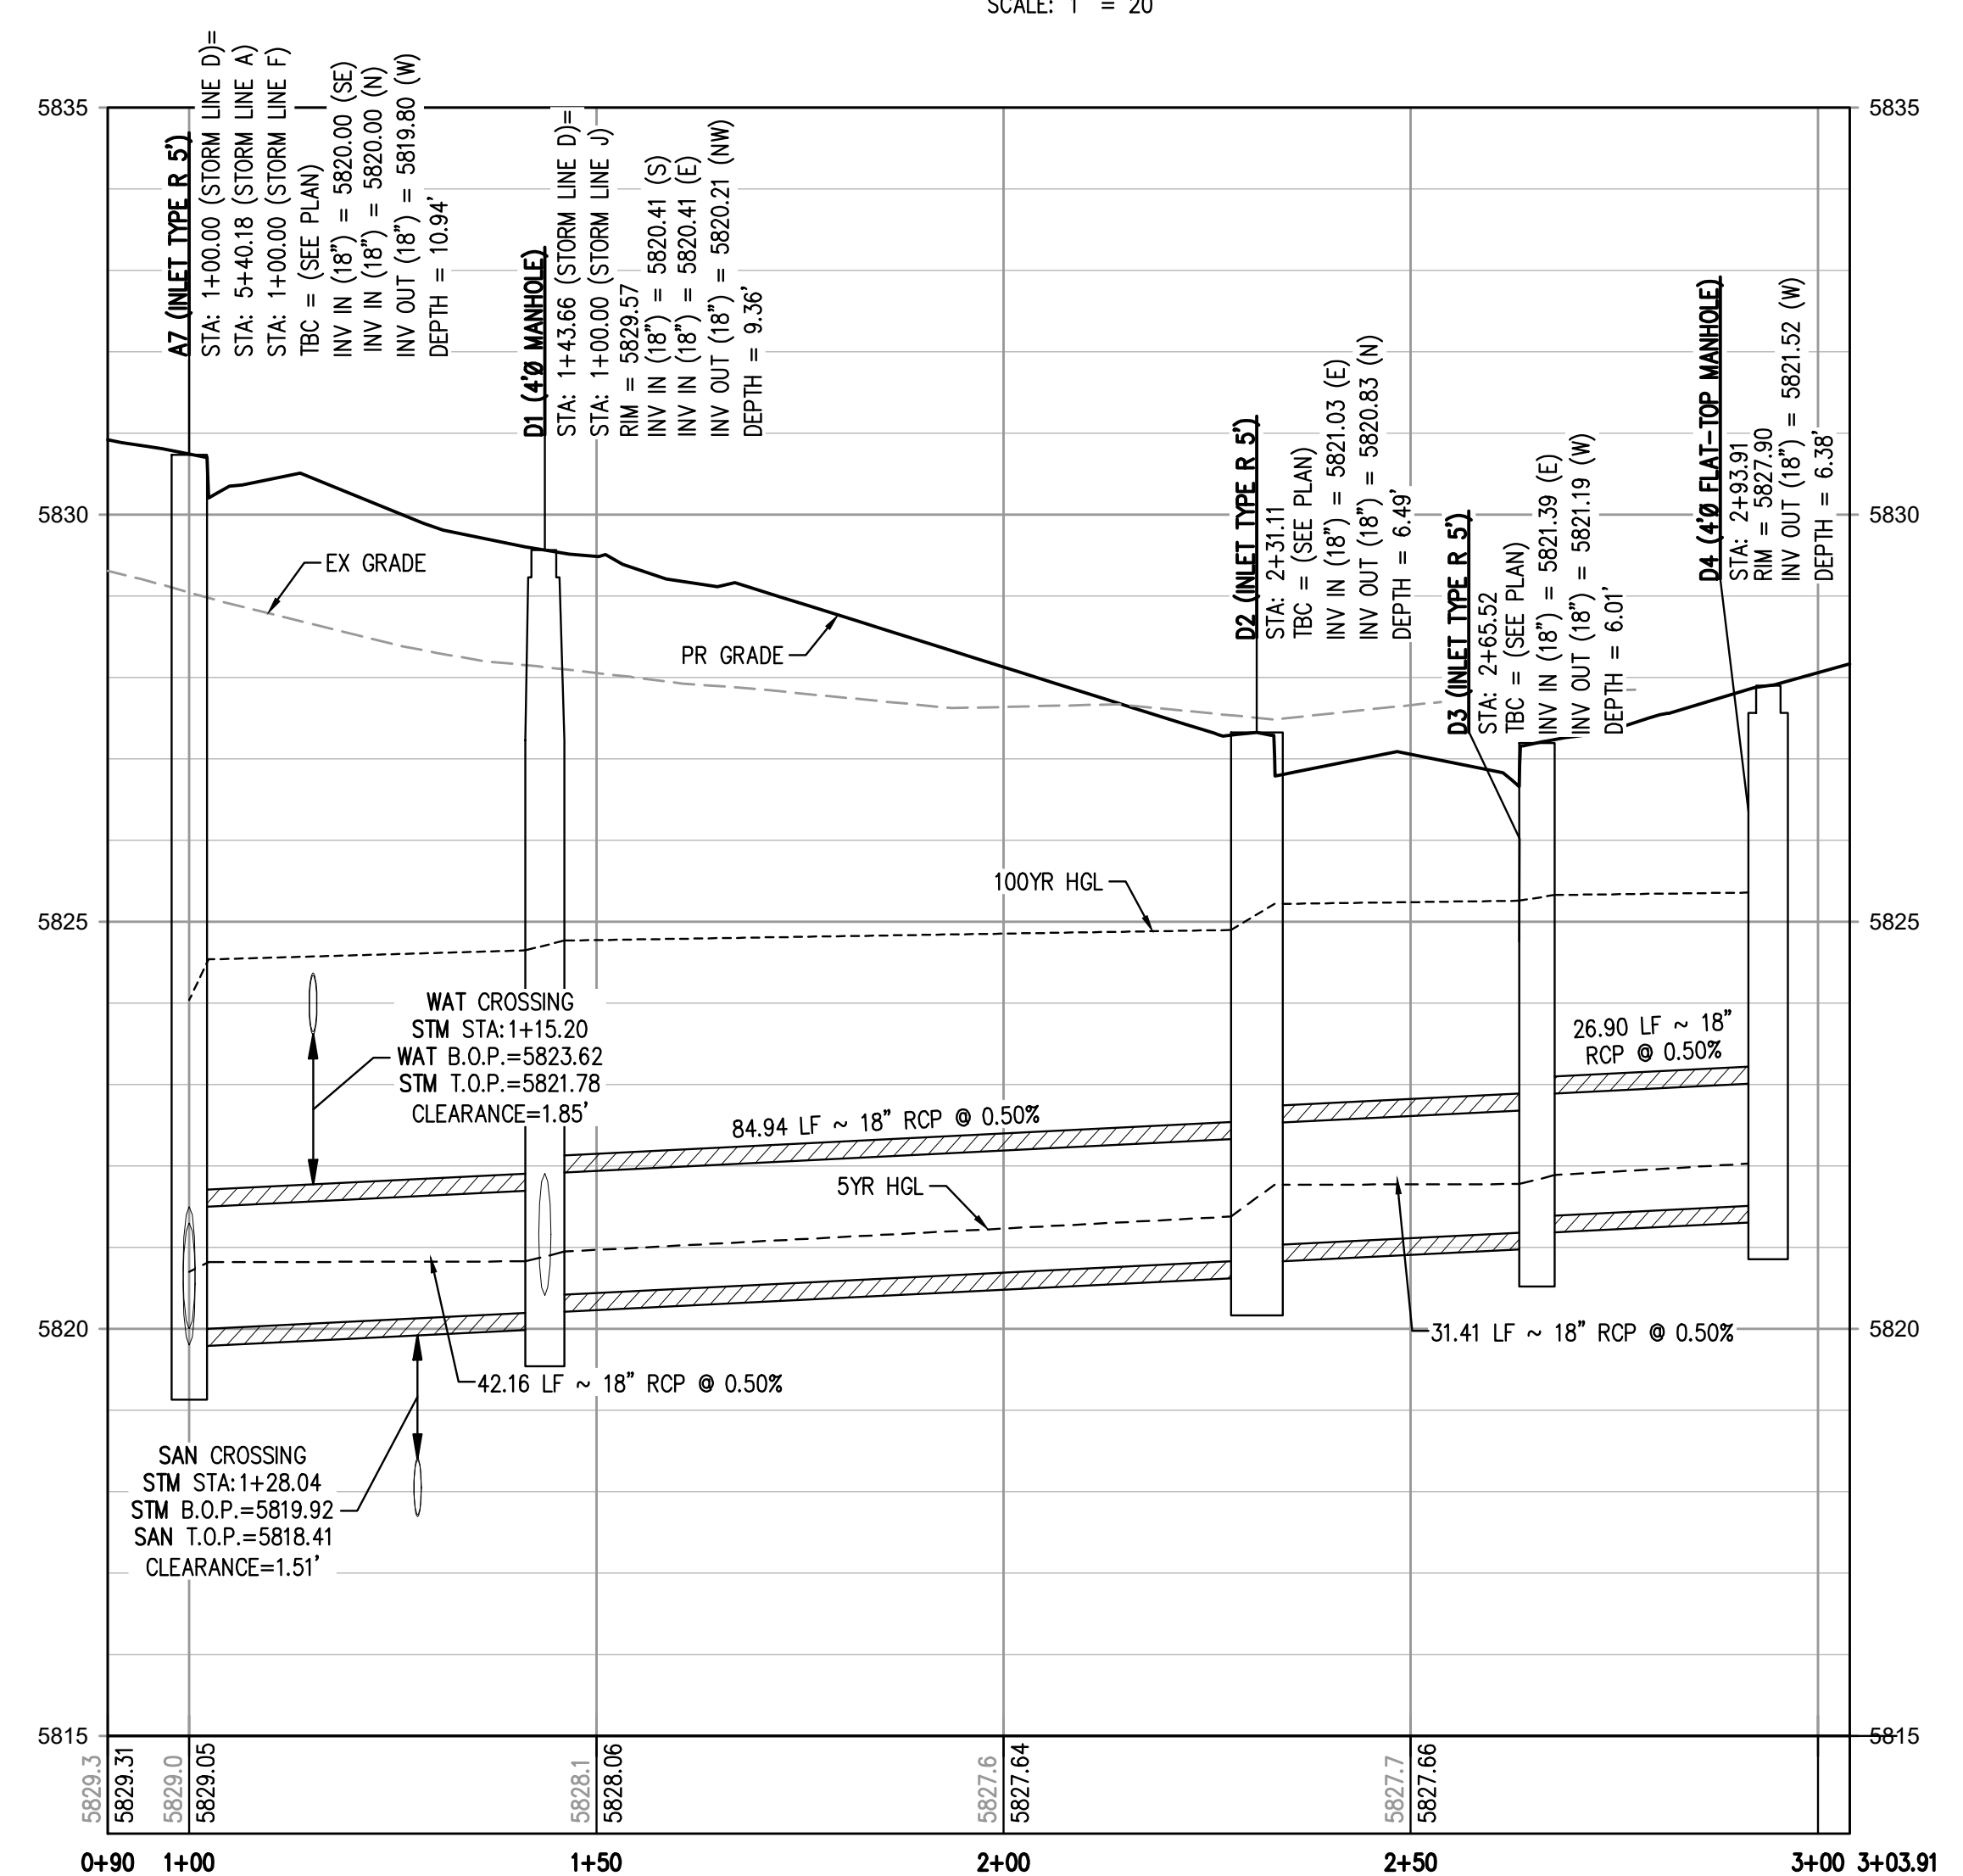 SCALE: 1" = 20'
5835
5835
A7 (INLET TYPE R 5')
STA: 1+00.00 (STORM LINE D)=
STA: 5+40.18 (STORM LINE A)
STA: 1+00.00 (STORM LINE F)
TBC = (SEE PLAN)
INV IN (18") = 5820.00 (SE)
INV IN (18") = 5820.00 (N)
INV OUT (18") = 5819.80 (W)
DEPTH = 10.94'
D1 (4'Ø MANHOLE)
STA: 1+43.66 (STORM LINE D)=
STA: 1+00.00 (STORM LINE J)
RIM = 5829.57
INV IN (18") = 5820.41 (S)
INV IN (18") = 5820.41 (E)
INV OUT (18") = 5820.21 (NW)
DEPTH = 9.36'
D2 (INLET TYPE R 5')
STA: 2+31.11
TBC = (SEE PLAN)
INV IN (18") = 5821.03 (E)
INV OUT (18") = 5820.83 (N)
DEPTH = 6.49'
D3 (INLET TYPE R 5')
STA: 2+65.52
TBC = (SEE PLAN)
INV IN (18") = 5821.39 (E)
INV OUT (18") = 5821.19 (W)
DEPTH = 6.01'
D4 (4'Ø FLAT-TOP MANHOLE)
STA: 2+93.91
RIM = 5827.90
INV OUT (18") = 5821.52 (W)
DEPTH = 6.38'
5830
5830
EX GRADE
PR GRADE
100YR HGL
5825
5825
WAT CROSSING
STM STA:1+15.20
WAT B.O.P.=5823.62
STM T.O.P.=5821.78
CLEARANCE=1.85'
26.90 LF ~ 18"
RCP @ 0.50%
84.94 LF ~ 18" RCP @ 0.50%
5YR HGL
5820
5820
31.41 LF ~ 18" RCP @ 0.50%
42.16 LF ~ 18" RCP @ 0.50%
SAN CROSSING
STM STA:1+28.04
STM B.O.P.=5819.92
SAN T.O.P.=5818.41
CLEARANCE=1.51'
5815
5815
5829.3
5829.31
5829.0
5829.05
5828.1
5828.06
5827.6
5827.64
5827.7
5827.66
0+90
1+00
1+50
2+00
2+50
3+00
3+03.91